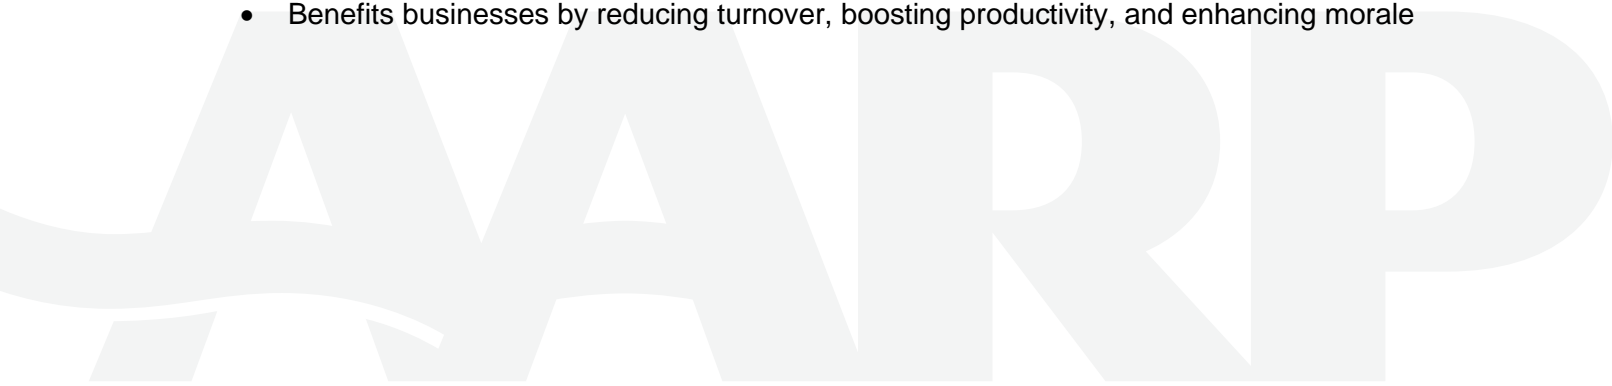 • Benefits businesses by reducing turnover, boosting productivity, and enhancing morale
AARP